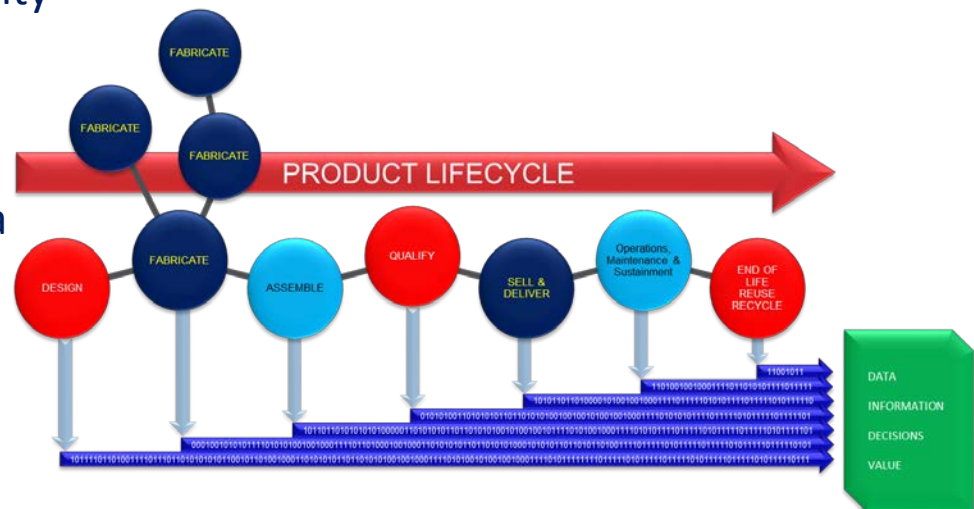 FABRICATE
FABRICATE
FABRICATE
PRODUCT LIFECYCLE
a
DESIGN
FABRICATE
ASSEMBLE
QUALIFY
SELL &
DELIVER
Operations,
Maintenance &
Sustainment
END OF
LIFE
REUSE
RECYCLE
11001011
DATA
INFORMATION
DECISIONS
VALUE